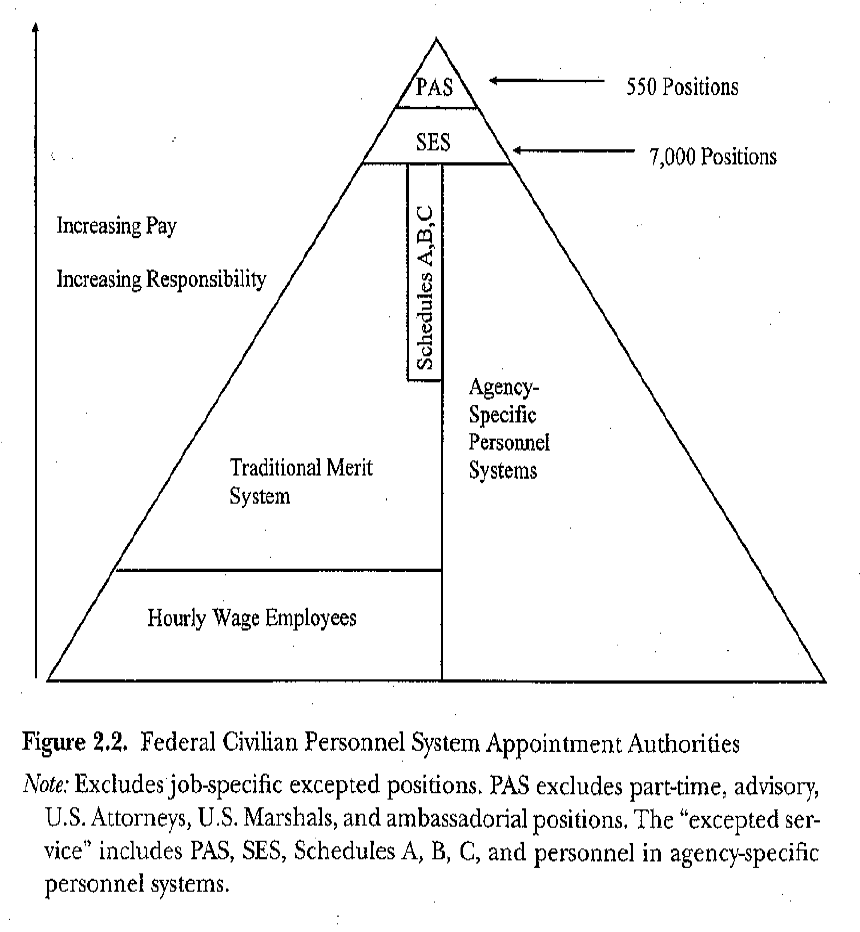 PAS
550 Positions
SES
7,000 Positions
Increasing Pay
Increasing Responsibility
Schedules A,B,C
Agency-
Specific
Personnel
Systems
Traditional Merit
System
Hourly Wage Employees
Figure 2.2. Federal Civilian Personnel System Appointment Authorities
Note: Excludes job-specific excepted positions. PAS excludes part-time, advisory,
U.S. Attorneys, U.S. Marshals, and ambassadorial positions. The “excepted ser-
vice” includes PAS, SES, Schedules A, B, C, and personnel in agency-specific
personnel systems.